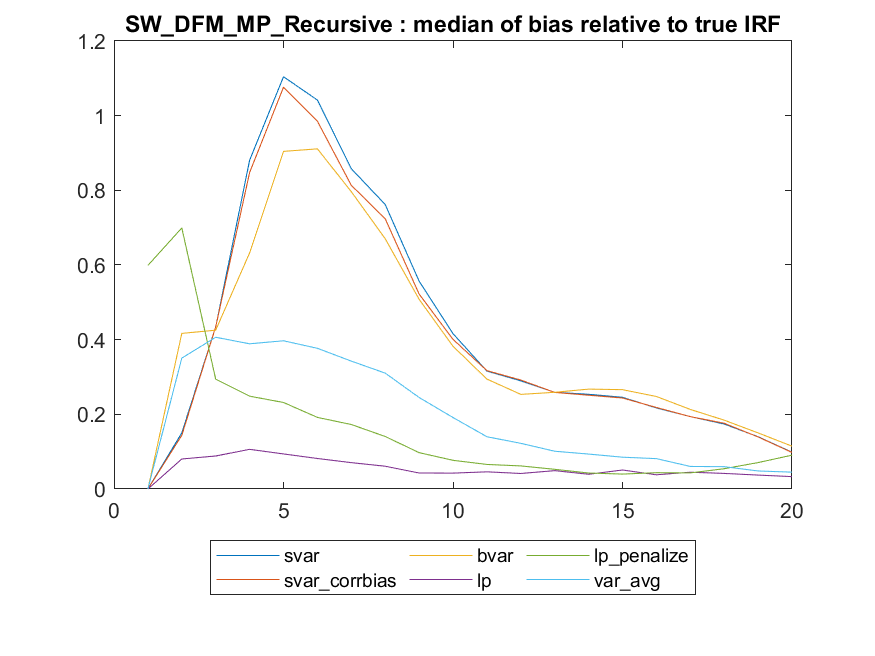 SW_DFM_MP_Recursive : median of bias relative to true IRF
1.2
1
0.8
0.6
0.4
0.2
0
0 5 10 15 20
svar bvar lp_penalize
svar_corrbias lp var_avg